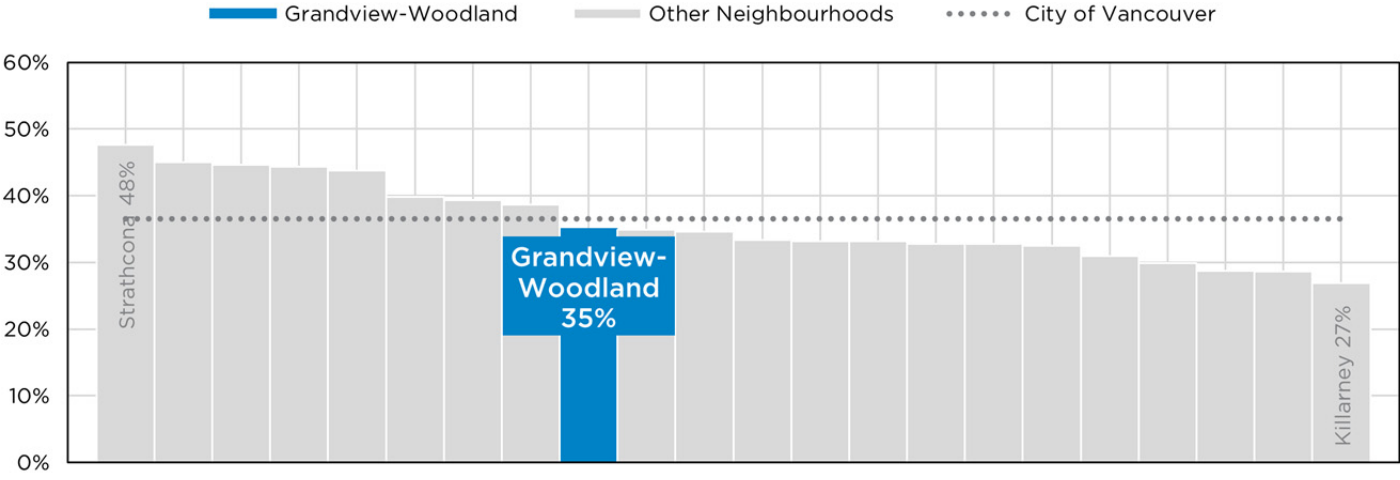 Grandview-Woodland
Other Neighbourhoods
City of Vancouver
60%
50%
40%
30%
20%
10%
0%
Strathcona 48%
Grandview-
Woodland
35%
Killarney 27%